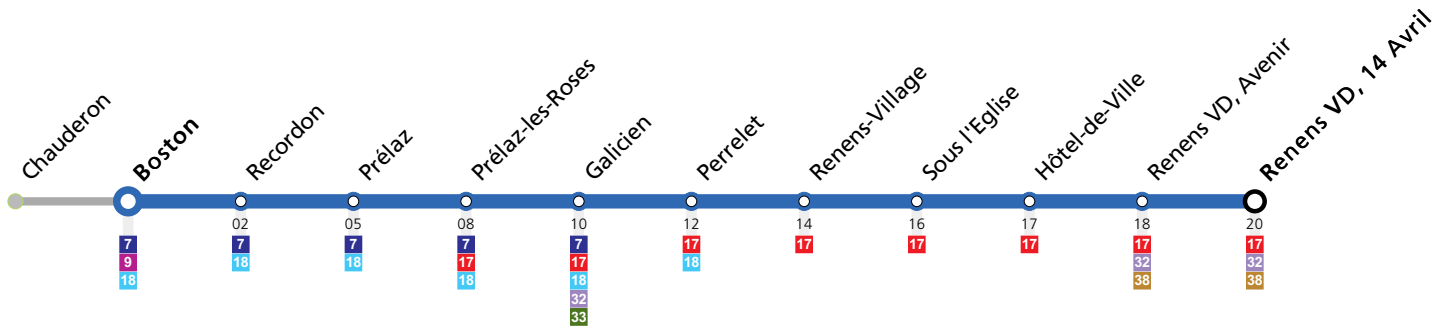 Chauderon
Boston
Recordon
Prélaz
Prélaz-les-Roses
Galicien
Perrelet
Renens-Village
Sous l'Eglise
Hôtel-de-Ville
Renens VD, Avenir
Renens VD, 14 Avril
02 05 08 10 12 14 16 17 18 20
7 7 7 7 7 17 17 17 17 17 17
9 18 18 17 17 18 32 32
18 18 18 38 38
32
33